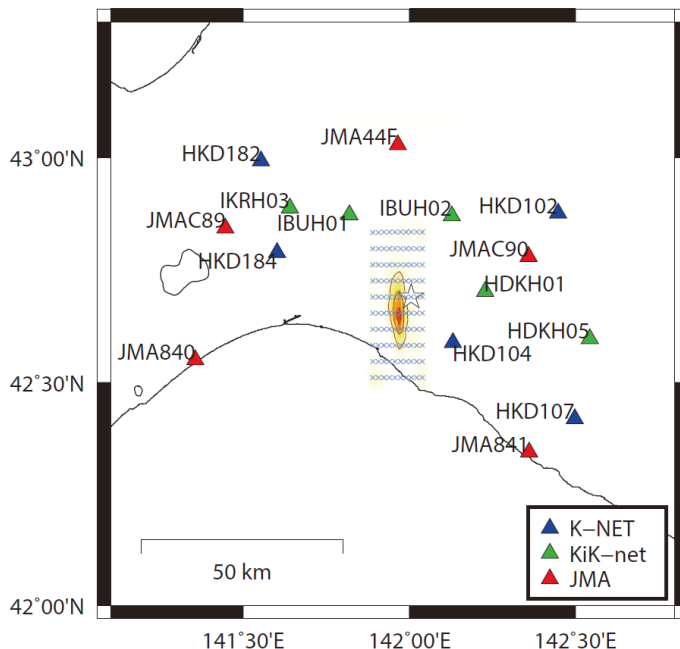 JMA44F
43˚00'N
HKD182
IKRH03
IBUH02
HKD102
JMAC89
IBUH01
JMAC90
HKD184
HDKH01
JMA840
HDKH05
HKD104
42˚30'N
HKD107
JMA841
K−NET
KiK−net
50 km
JMA
42˚00'N
141˚30'E
142˚00'E
142˚30'E